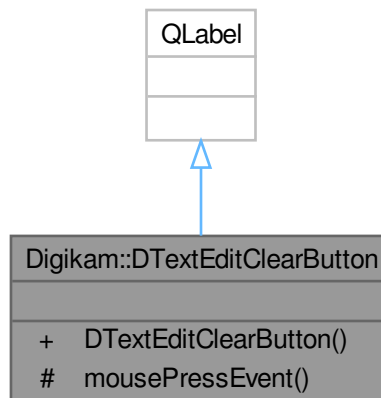 QLabel
Digikam::DTextEditClearButton
+ DTextEditClearButton()
# mousePressEvent()